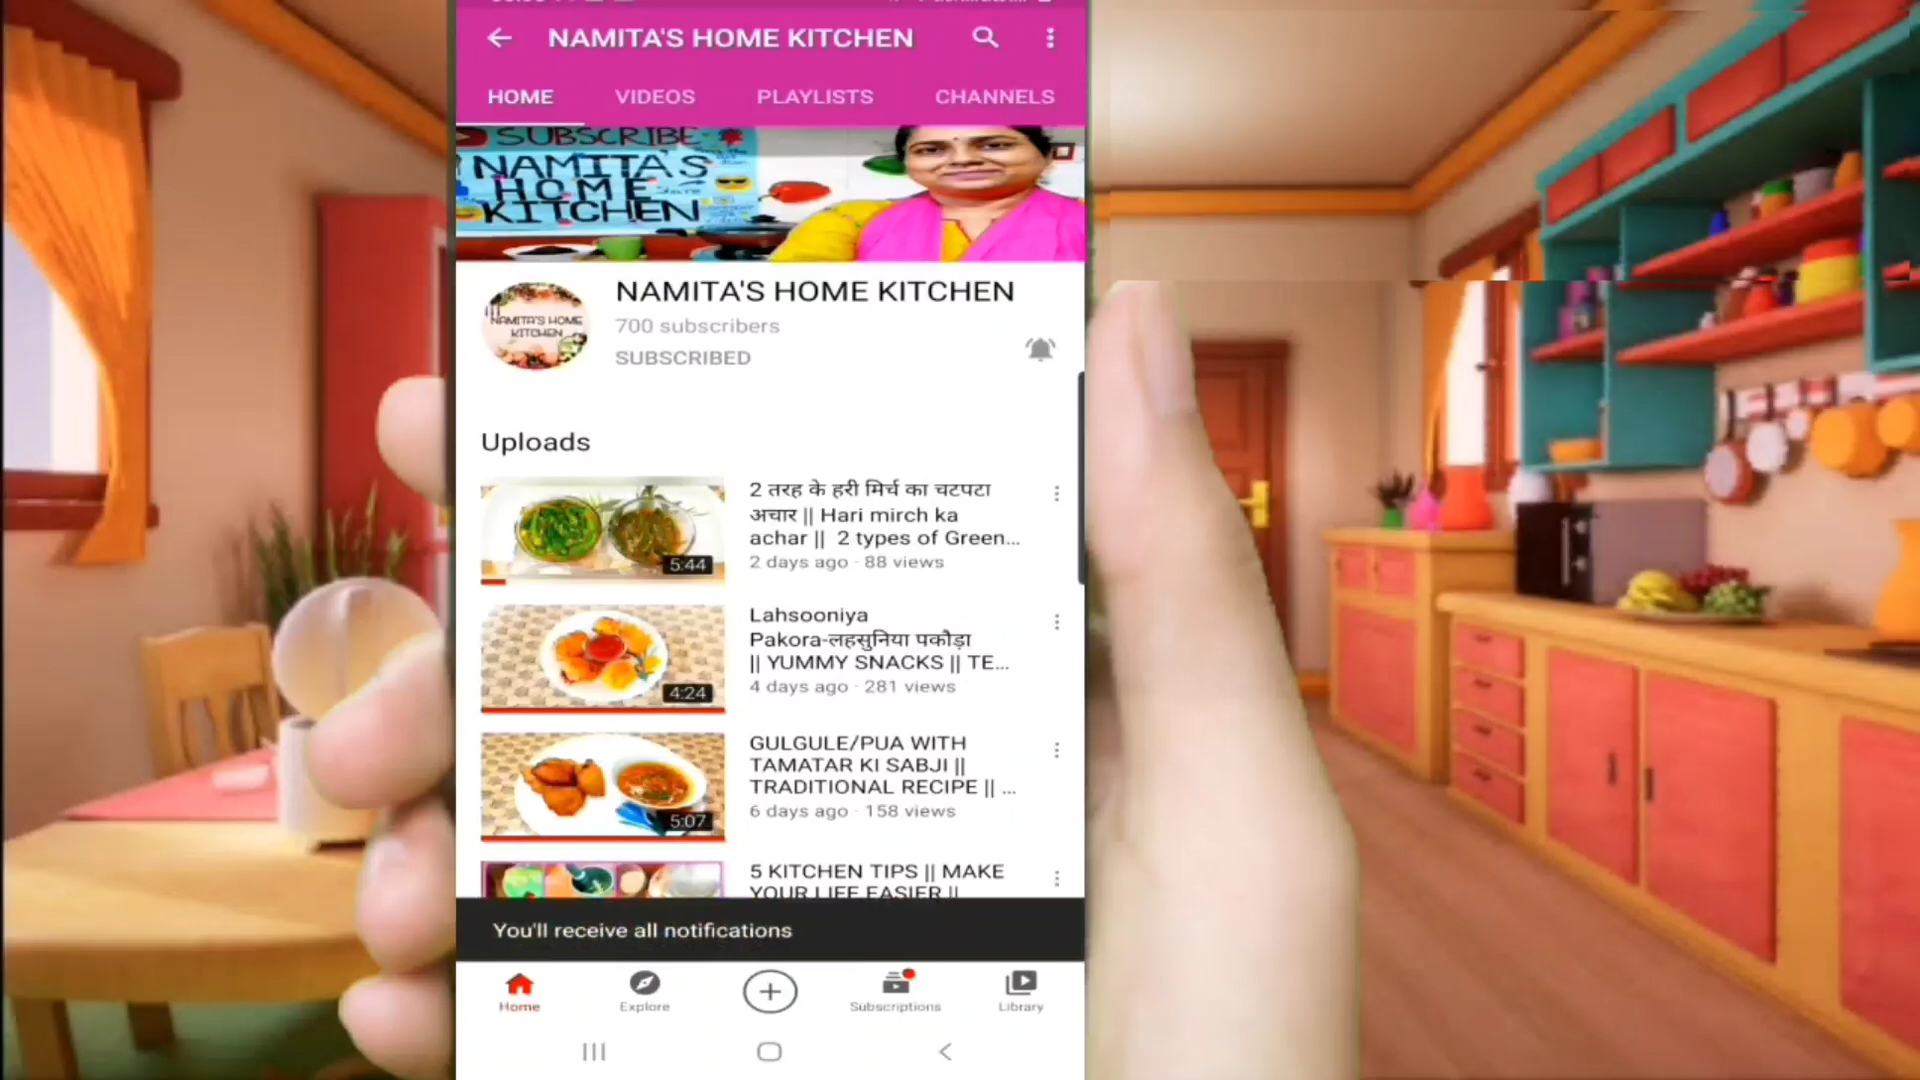 NAMITA'S HOME KITCHEN
HOME VIDEOS PLAYLISTS CHANNELS
SUBSCRIBE
NAMITA'S
HOME
KITCHEN
NAMITA'S HOME
KITCHEN
NAMITA'S HOME KITCHEN
700 subscribers
SUBSCRIBED
Uploads
5:44
2 तरह के हरी मिर्च का चटपटा
अचार || Hari mirch ka
achar || 2 types of Green...
2 days ago · 88 views
4:24
Lahsooniya
Pakora-लहसुनिया पकौड़ा
|| YUMMY SNACKS || TE...
4 days ago · 281 views
5:07
GULGULE/PUA WITH
TAMATAR KI SABJI ||
TRADITIONAL RECIPE || ...
6 days ago · 158 views
5 KITCHEN TIPS || MAKE
YOUR LIFE EASIER ||
You'll receive all notifications
Home Explore Subscriptions Library